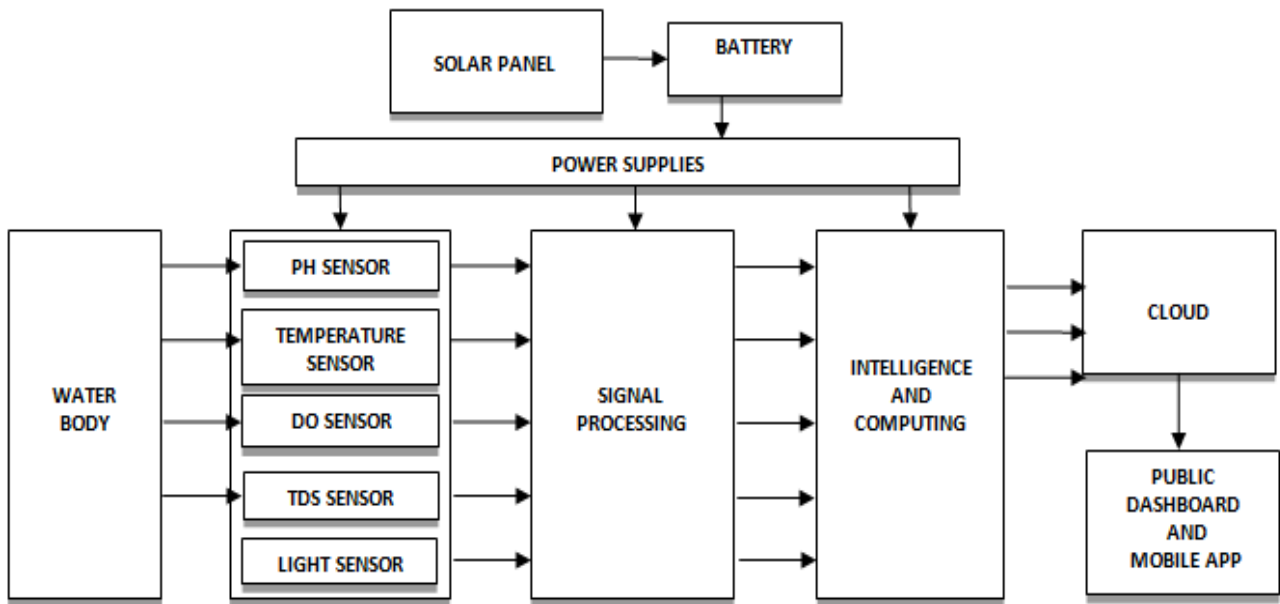 SOLAR PANEL
BATTERY
POWER SUPPLIES
WATER
BODY
PH SENSOR
TEMPERATURE
SENSOR
DO SENSOR
TDS SENSOR
LIGHT SENSOR
SIGNAL
PROCESSING
INTELLIGENCE
AND
COMPUTING
CLOUD
PUBLIC
DASHBOARD
AND
MOBILE APP